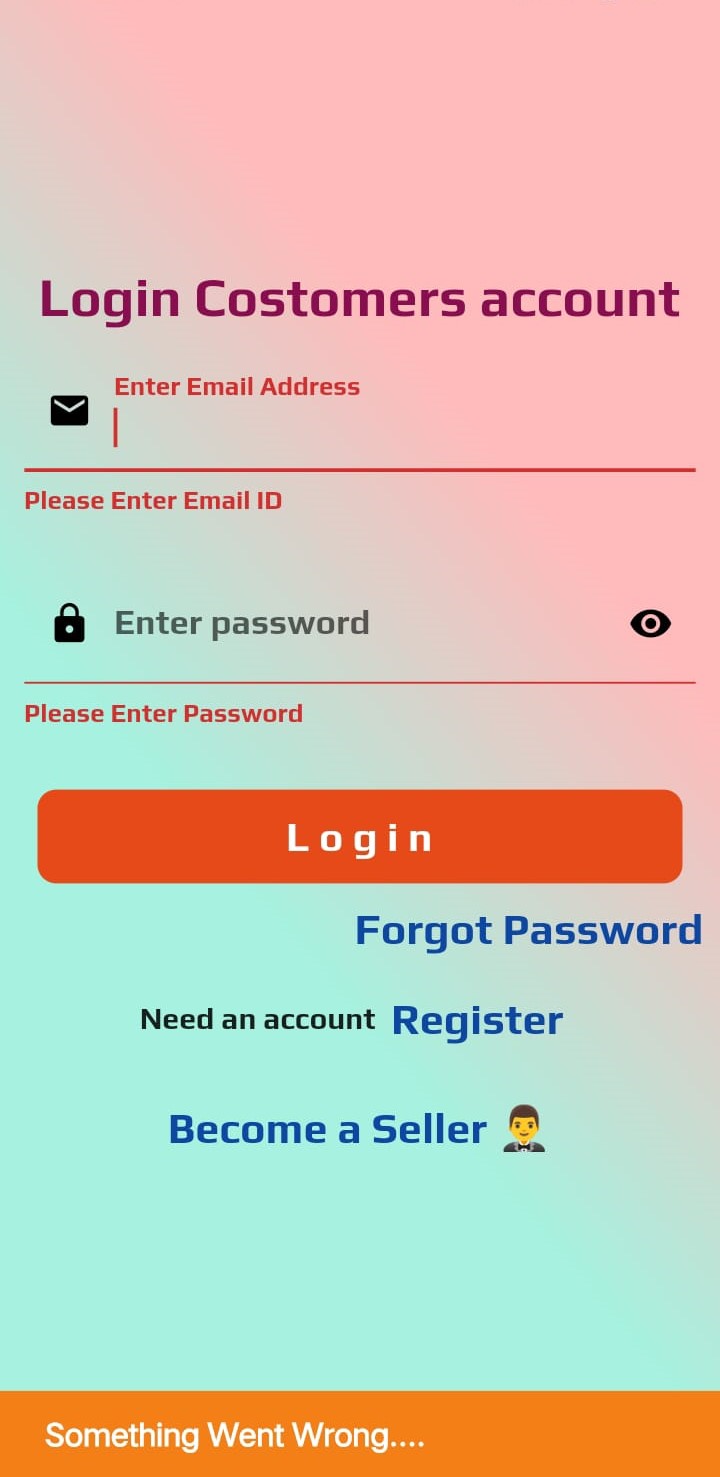 Login Costomers account
Enter Email Address
Please Enter Email ID
Enter password
Please Enter Password
Login
Forgot Password
Need an account Register
Become a Seller 🤵‍♂️
Something Went Wrong....